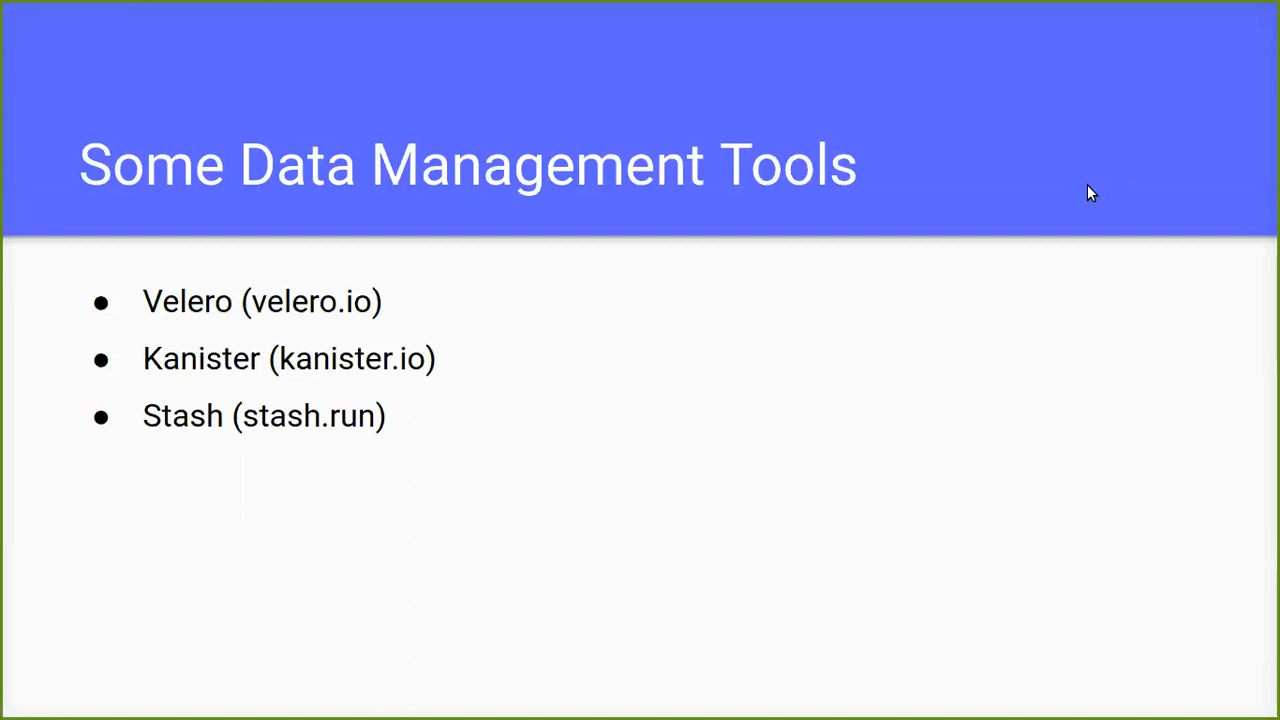 Some Data Management Tools
● Velero (velero.io)
● Kanister (kanister.io)
● Stash (stash.run)